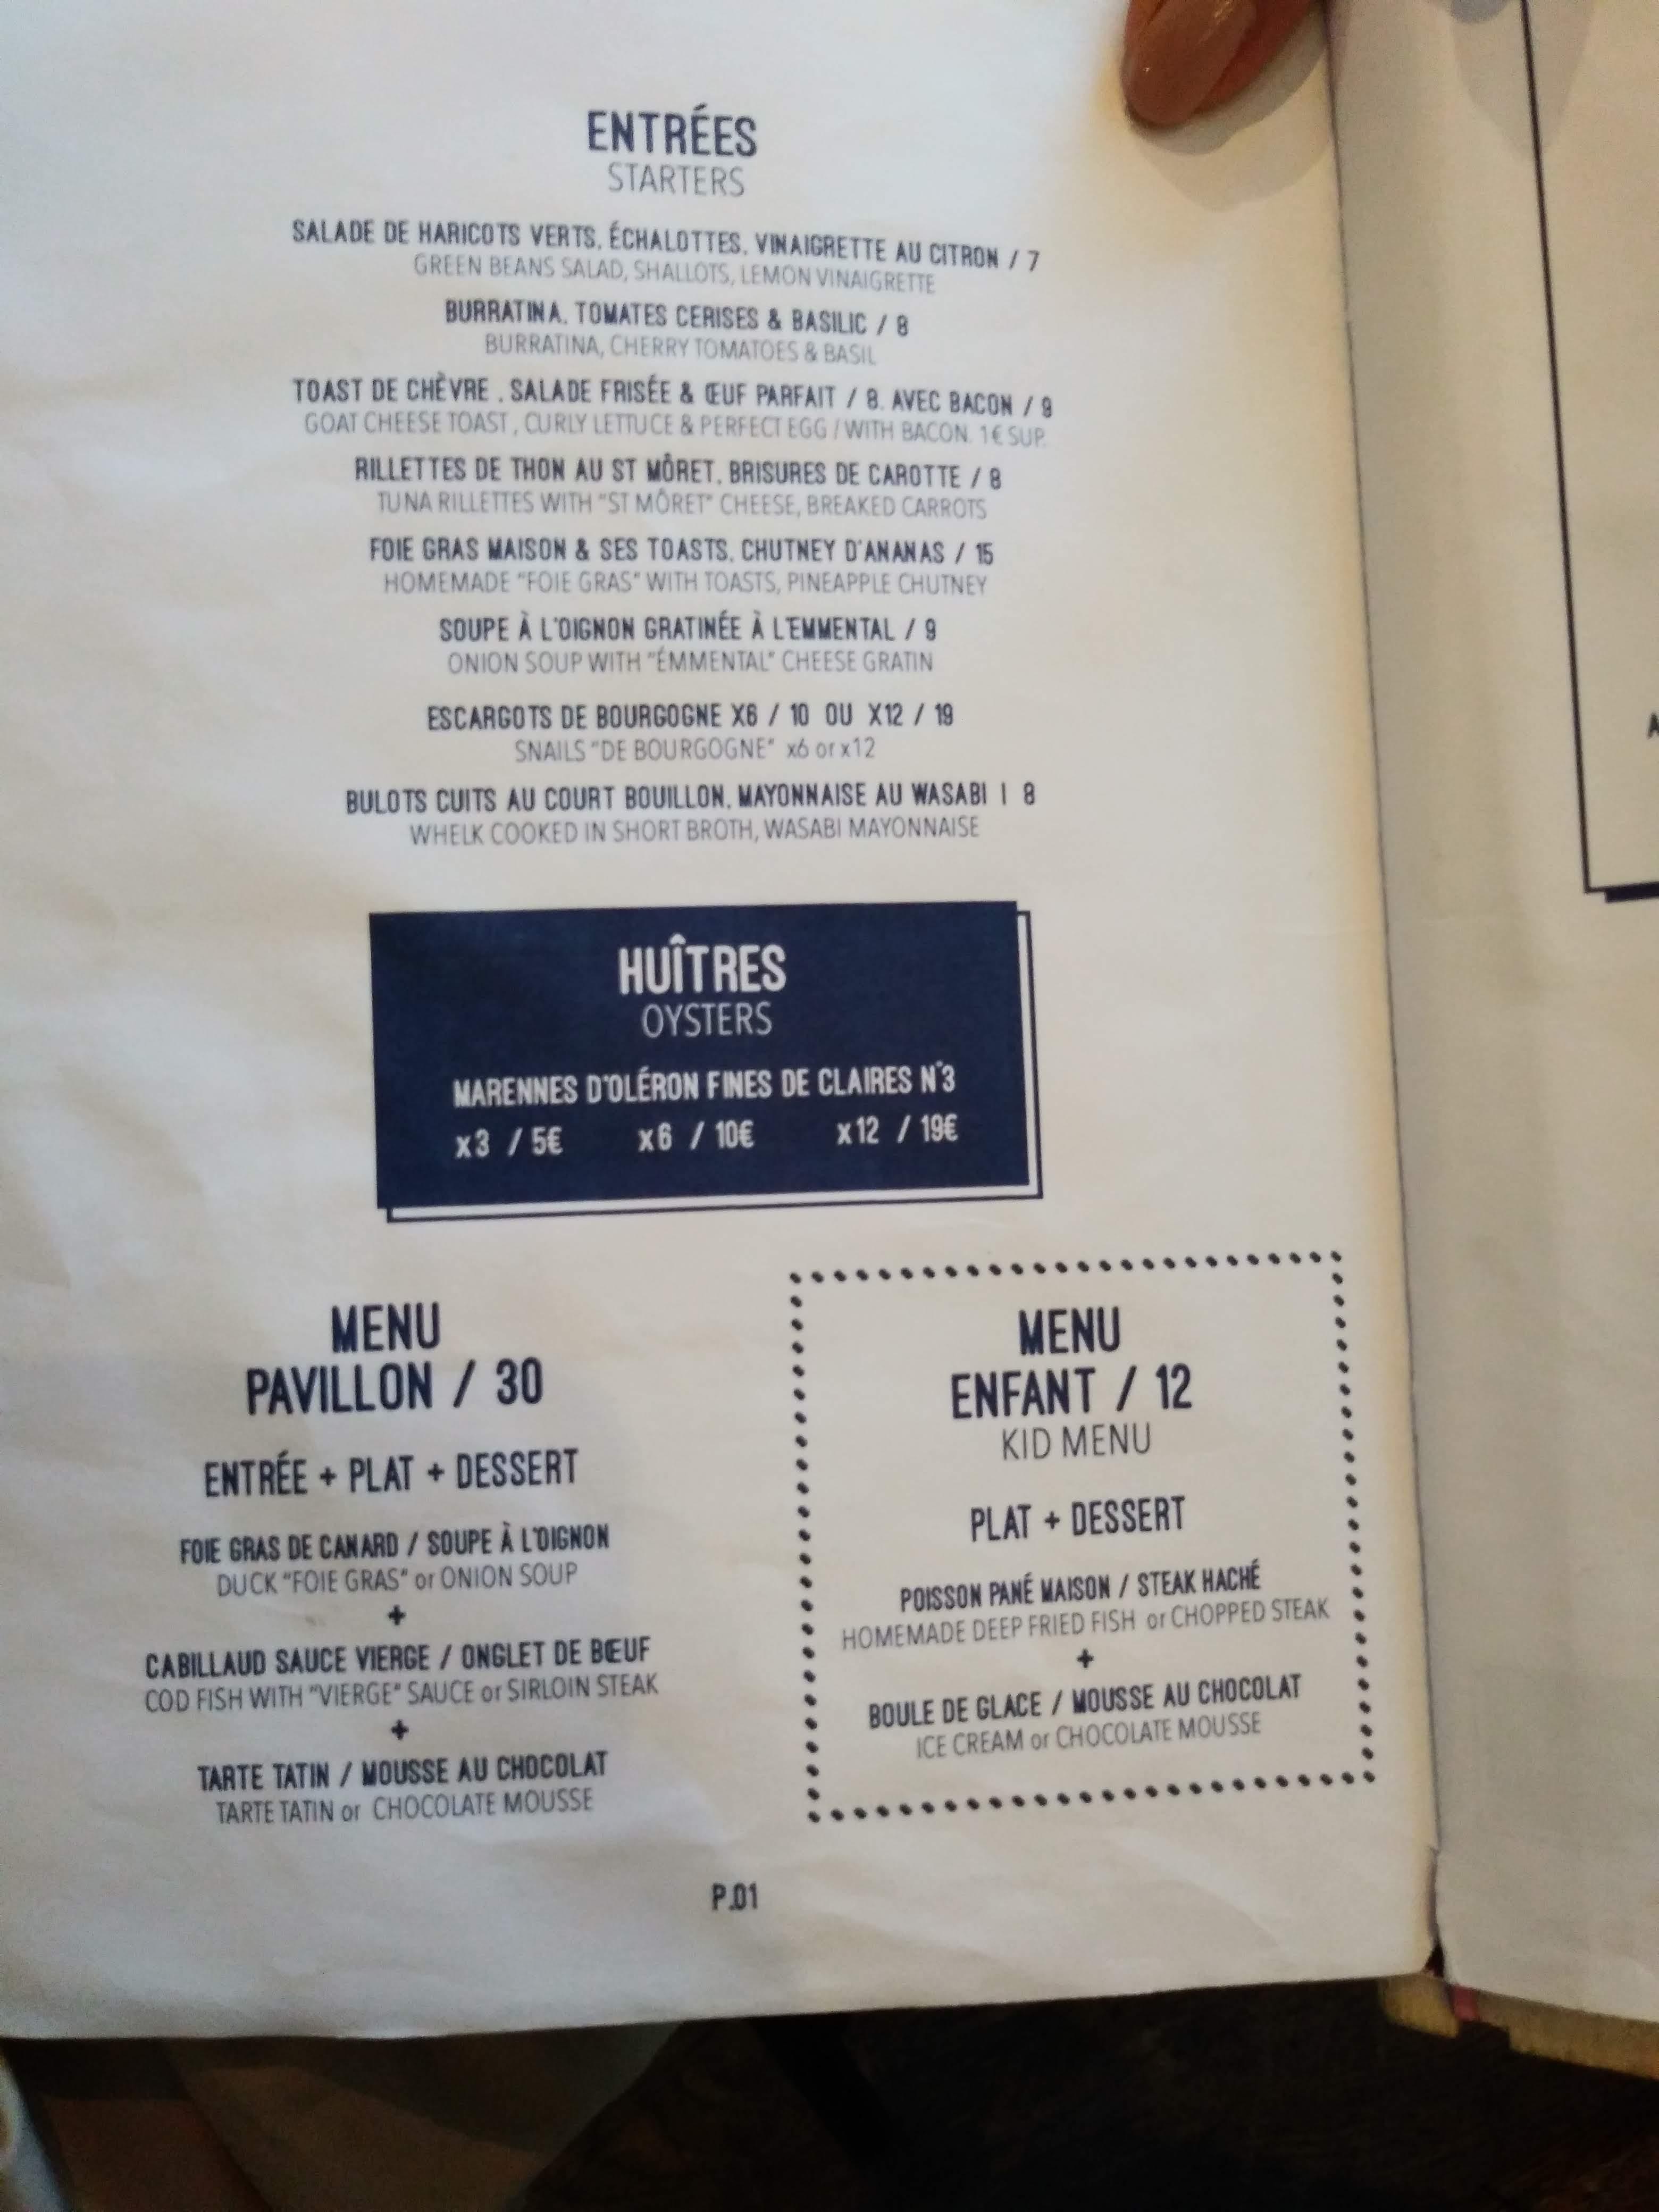 ENTRÉES
STARTERS
SALADE DE HARICOTS VERTS, ÉCHALOTTES, VINAIGRETTE AU CITRON / 7
GREEN BEANS SALAD, SHALLOTS, LEMON VINAIGRETTE
BURRATINA, TOMATES CERISES & BASILIC / 8
BURRATINA, CHERRY TOMATOES & BASIL
TOAST DE CHÈVRE , SALADE FRISÉE & ŒUF PARFAIT / 8. AVEC BACON / 9
GOAT CHEESE TOAST , CURLY LETTUCE & PERFECT EGG / WITH BACON. 1€ SUP.
RILLETTES DE THON AU ST MÔRET, BRISURES DE CAROTTE / 8
TUNA RILLETTES WITH "ST MÔRET" CHEESE, BREAKED CARROTS
FOIE GRAS MAISON & SES TOASTS, CHUTNEY D'ANANAS / 15
HOMEMADE "FOIE GRAS" WITH TOASTS, PINEAPPLE CHUTNEY
SOUPE À L'OIGNON GRATINÉE À L'EMMENTAL / 9
ONION SOUP WITH "ÉMMENTAL" CHEESE GRATIN
ESCARGOTS DE BOURGOGNE X6 / 10 OU X12 / 19
SNAILS "DE BOURGOGNE" x6 or x12
BULOTS CUITS AU COURT BOUILLON, MAYONNAISE AU WASABI | 8
WHELK COOKED IN SHORT BROTH, WASABI MAYONNAISE
HUÎTRES
OYSTERS
MARENNES D'OLÉRON FINES DE CLAIRES N°3
x3 / 5€ x6 / 10€ x12 / 19€
MENU
PAVILLON / 30
ENTRÉE + PLAT + DESSERT
FOIE GRAS DE CANARD / SOUPE À L'OIGNON
DUCK "FOIE GRAS" or ONION SOUP
+
CABILLAUD SAUCE VIERGE / ONGLET DE BŒUF
COD FISH WITH "VIERGE" SAUCE or SIRLOIN STEAK
+
TARTE TATIN / MOUSSE AU CHOCOLAT
TARTE TATIN or CHOCOLATE MOUSSE
MENU
ENFANT / 12
KID MENU
PLAT + DESSERT
POISSON PANÉ MAISON / STEAK HACHÉ
HOMEMADE DEEP FRIED FISH or CHOPPED STEAK
+
BOULE DE GLACE / MOUSSE AU CHOCOLAT
ICE CREAM or CHOCOLATE MOUSSE
P.01
A